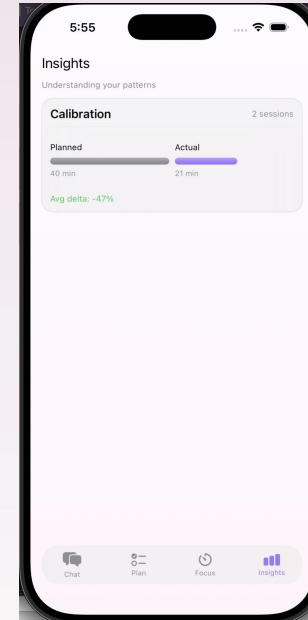 5:55
Insights
Understanding your patterns
Calibration 2 sessions
Planned Actual
40 min 21 min
Avg delta: -47%
Chat Plan Focus Insights